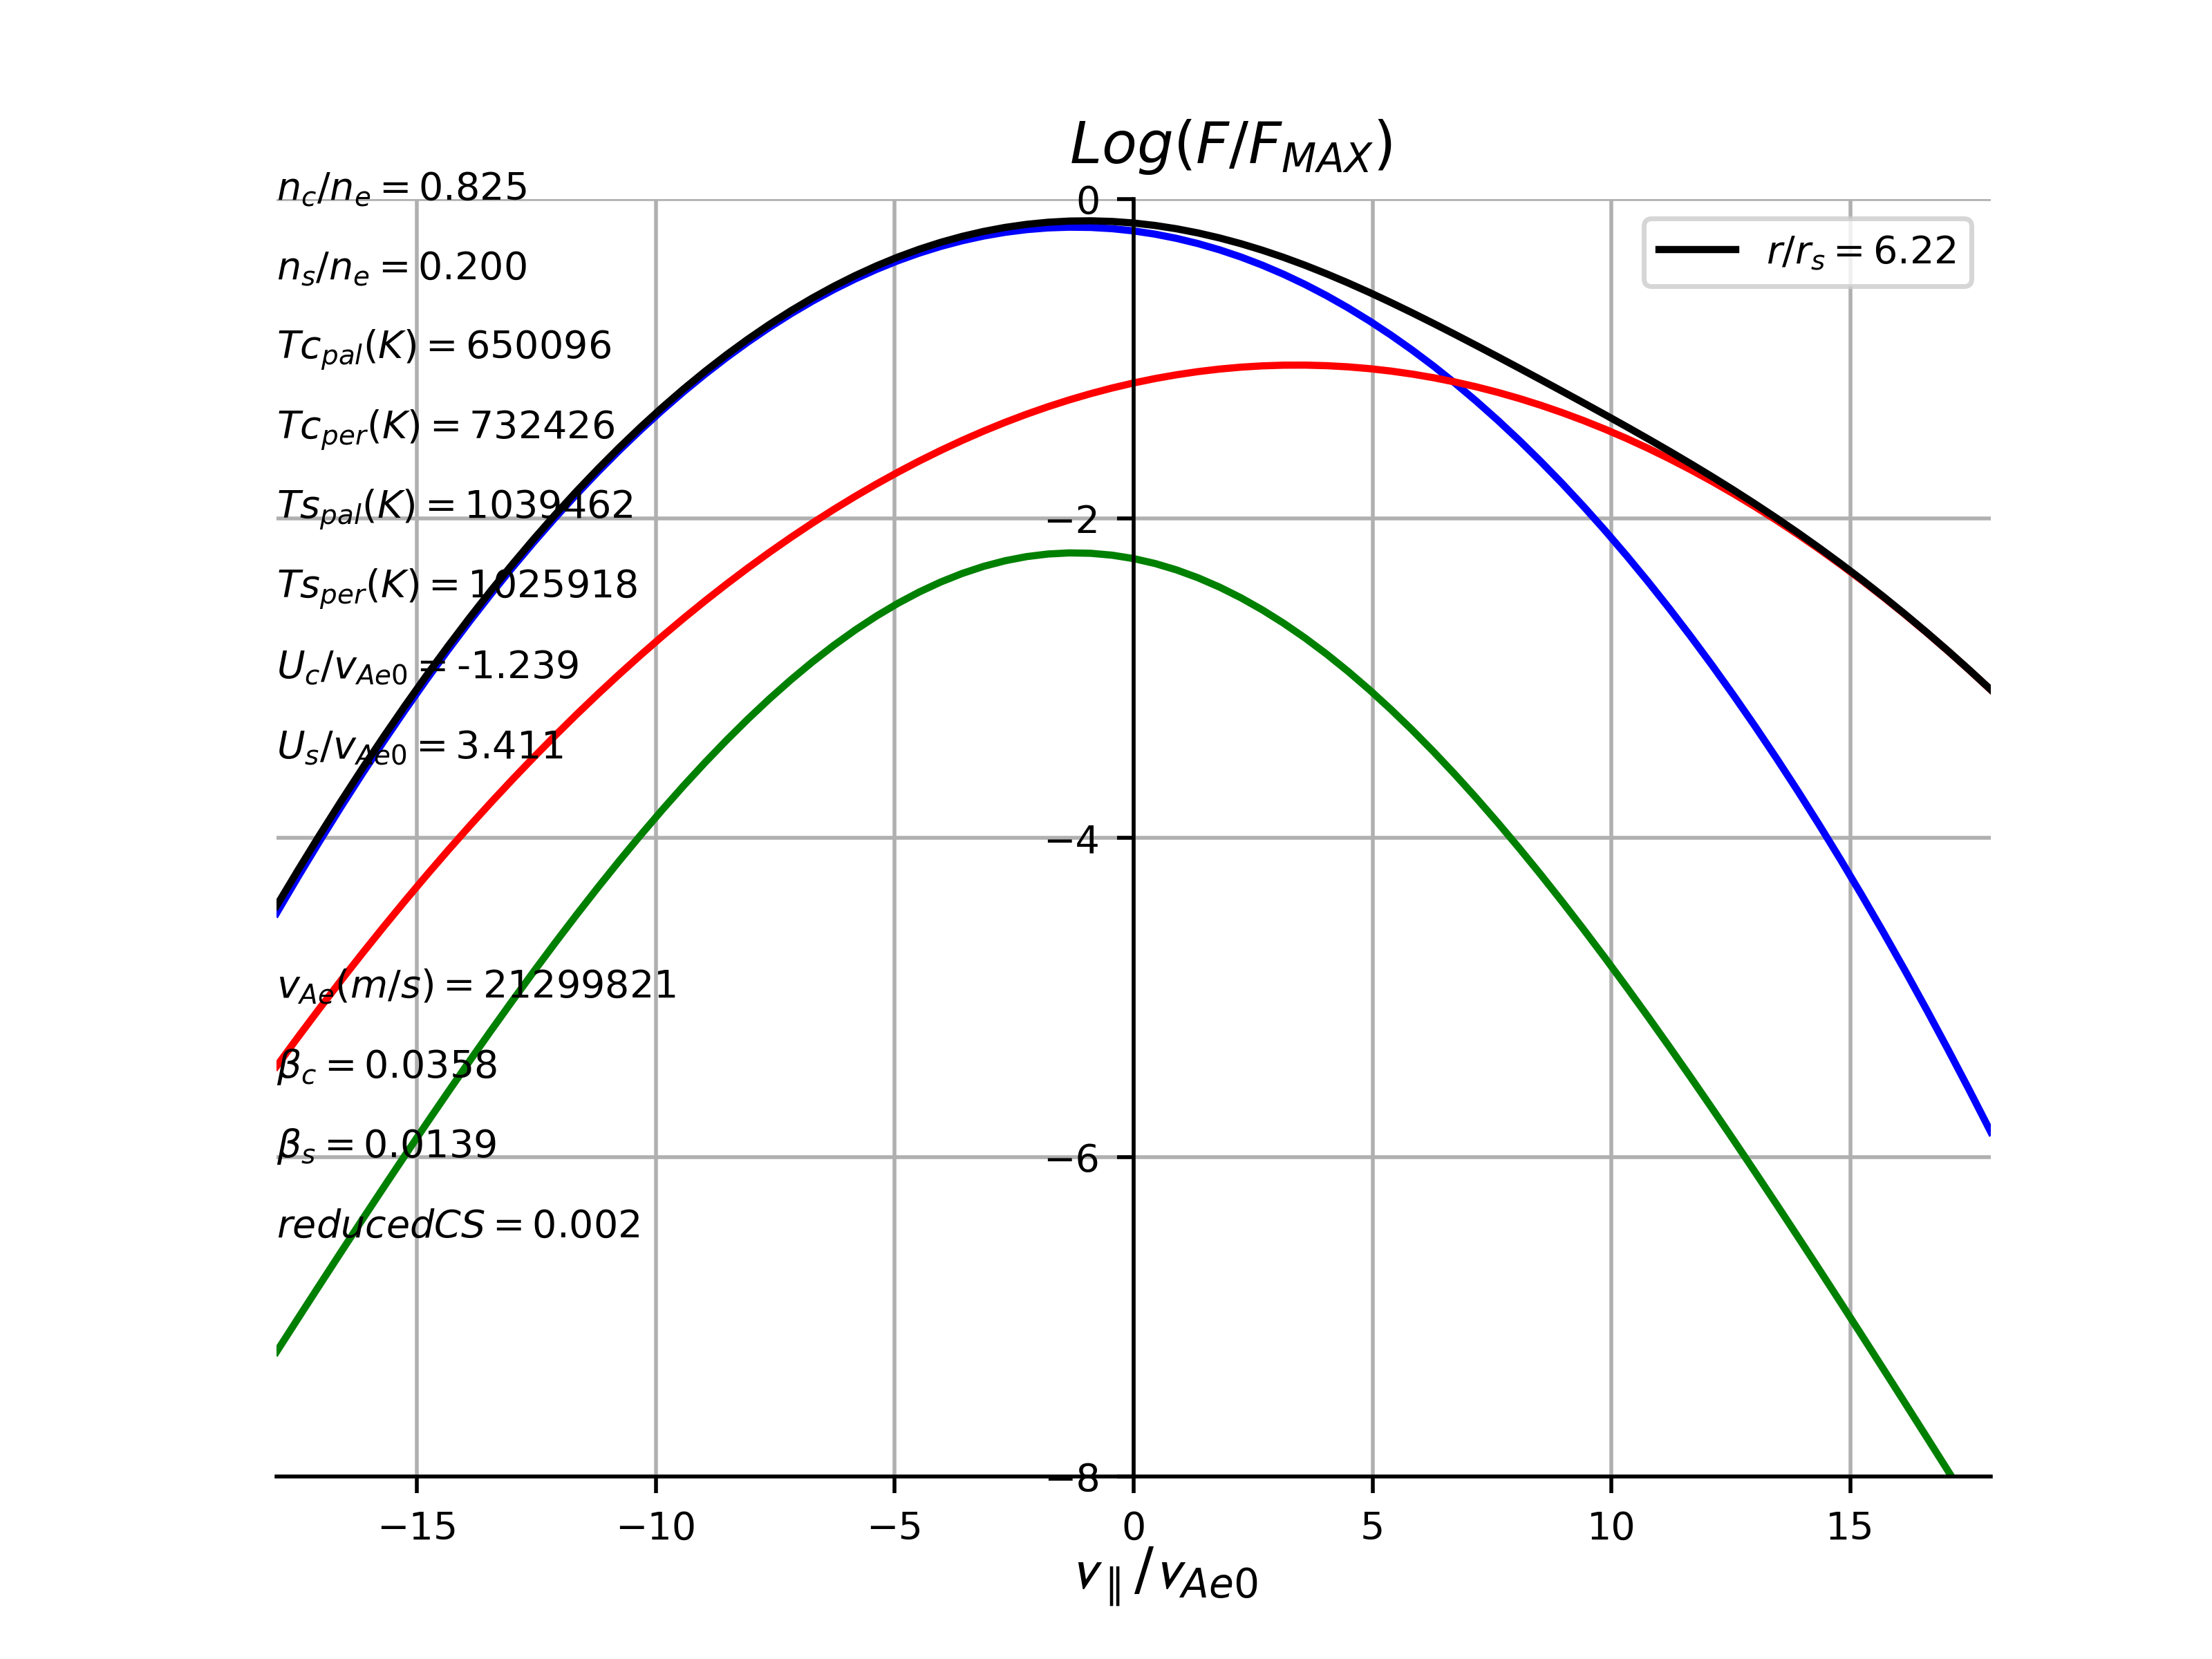 Log(F/F_MAX)
n_c/n_e = 0.825
0
r/r_s = 6.22
n_s/n_e = 0.200
Tc_pal(K) = 650096
Tc_per(K) = 732426
Ts_pal(K) = 1039462
−2
Ts_per(K) = 1025918
U_c/v_Ae0 = -1.239
U_s/v_Ae0 = 3.411
−4
v_Ae(m/s) = 21299821
β_c = 0.0358
β_s = 0.0139
−6
reducedCS = 0.002
−8
−15 −10 −5 0 5 10 15
v_∥/v_Ae0